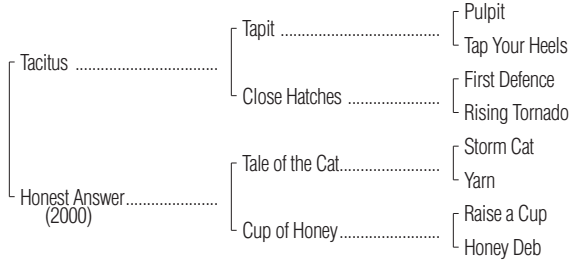 Pulpit
Tapit ........................................
Tap Your Heels
Tacitus ....................................
First Defence
Close Hatches .......................
Rising Tornado
Storm Cat
Tale of the Cat.........................
Yarn
Honest Answer.......................
(2000)
Raise a Cup
Cup of Honey.........................
Honey Deb